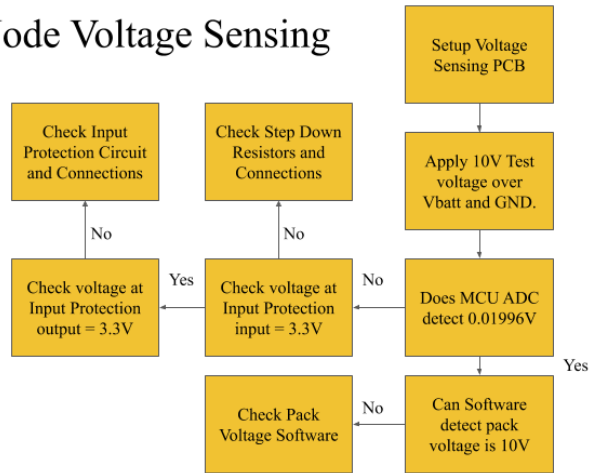 ode Voltage Sensing
Setup Voltage
Sensing PCB
Check Input
Protection Circuit
and Connections
Check Step Down
Resistors and
Connections
Apply 10V Test
voltage over
Vbatt and GND.
No
No
Check voltage at
Input Protection
output = 3.3V
Yes
Check voltage at
Input Protection
input = 3.3V
No
Does MCU ADC
detect 0.01996V
Yes
Check Pack
Voltage Software
No
Can Software
detect pack
voltage is 10V